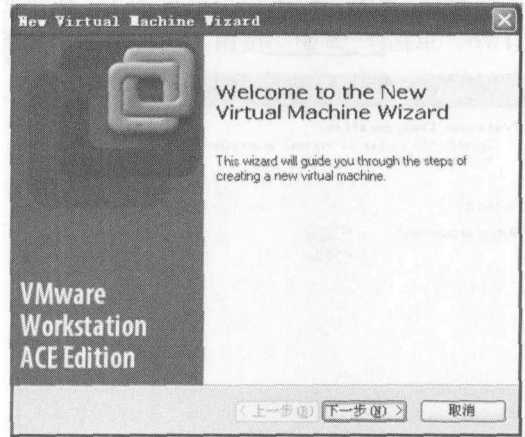 New Virtual Machine Wizard
Welcome to the New
Virtual Machine Wizard
This wizard will guide you through the steps of
creating a new virtual machine.
VMware
Workstation
ACE Edition
< 上一步(B)
下一步(N) >
取消